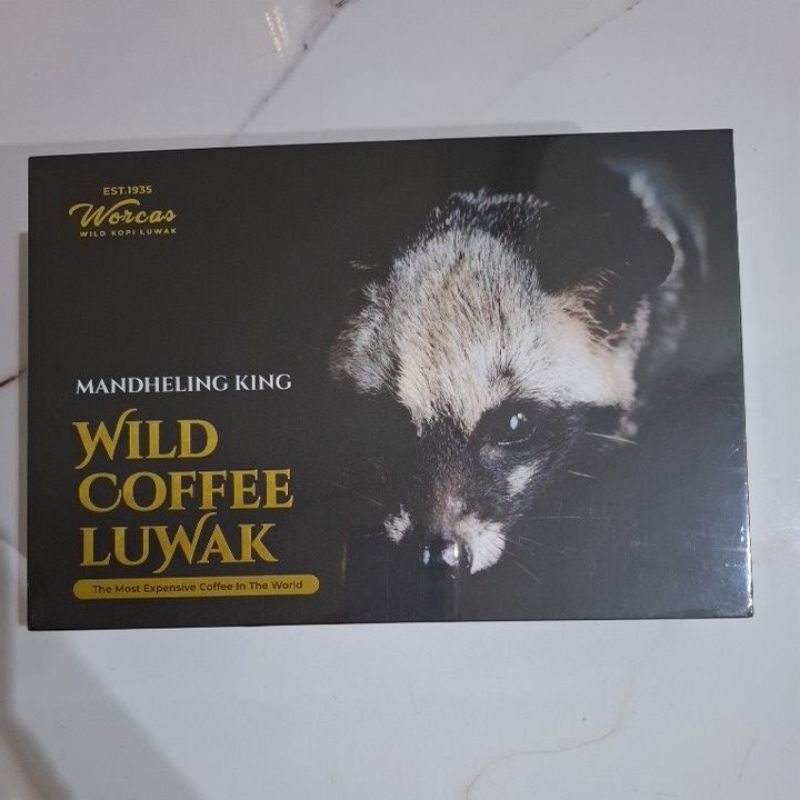 EST.1935
Worcas
WILD KOPI LUWAK
MANDHELING KING
WILD
COFFEE
LUWAK
The Most Expensive Coffee In The World